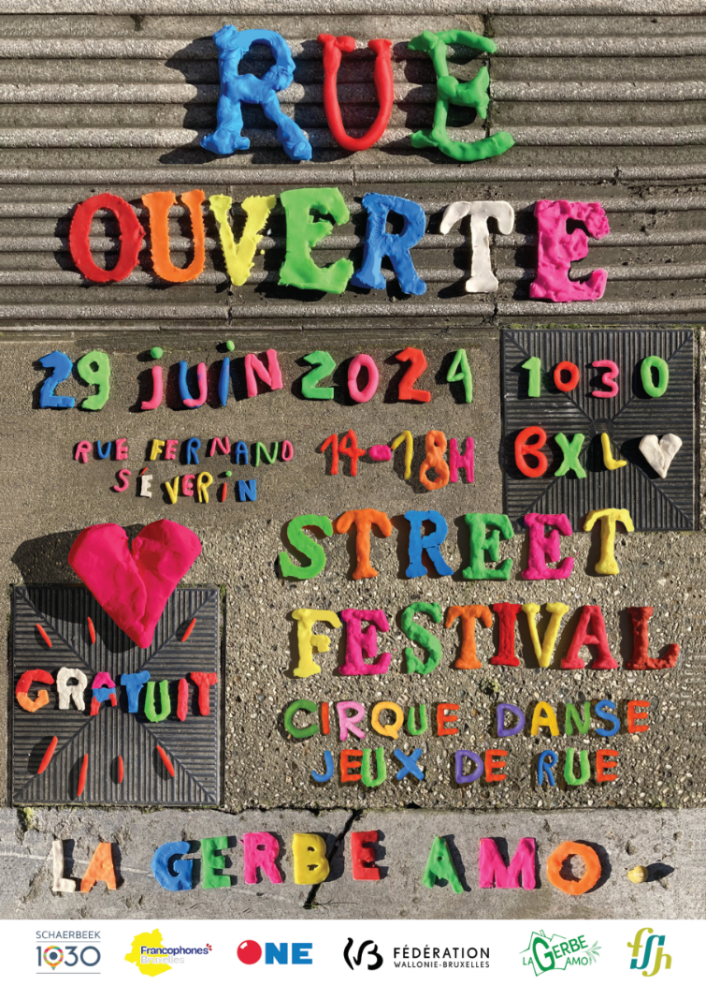 RUE
OUVERTE
29 juin 2024
1030
BXL
RUE FERNAND
SÉVERiN
14-18H
STREET
FESTIVAL
GRATUIT
CIRQUE DANSE
JEUX DE RUE
LA GERBE AMO
SCHAERBEEK
1030
Francophones
Bruxelles
ONE
FÉDÉRATION
WALLONIE-BRUXELLES
LA GERBE
AMO
fsh